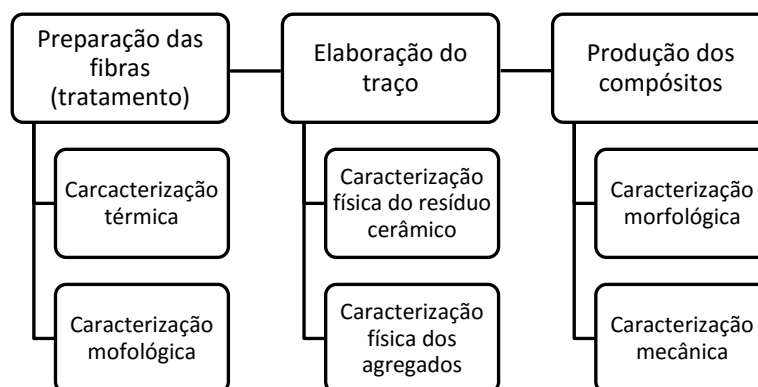 Preparação das
fibras
(tratamento)
Carcacterização
térmica
Caracterização
mofológica
Elaboração do
traço
Caracterização
física do resíduo
cerâmico
Caracterização
física dos
agregados
Produção dos
compósitos
Caracterização
morfológica
Caracterização
mecânica